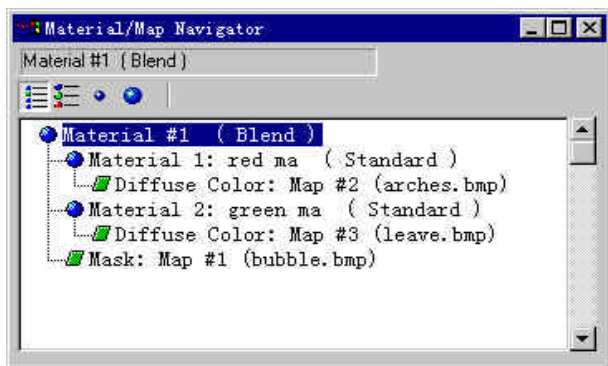 Material/Map Navigator
Material #1 ( Blend )
Material #1 ( Blend )
Material 1: red ma ( Standard )
Diffuse Color: Map #2 (arches.bmp)
Material 2: green ma ( Standard )
Diffuse Color: Map #3 (leave.bmp)
Mask: Map #1 (bubble.bmp)